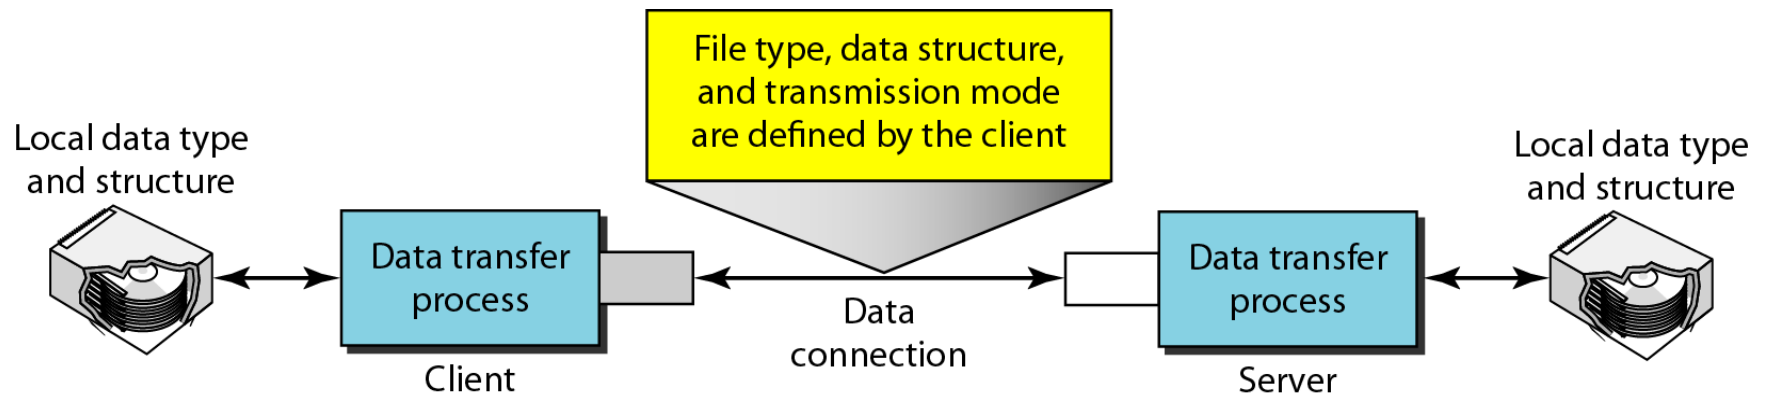 File type, data structure,
and transmission mode
are defined by the client
Local data type
and structure
Local data type
and structure
Data transfer
process
Data transfer
process
Data
connection
Client
Server